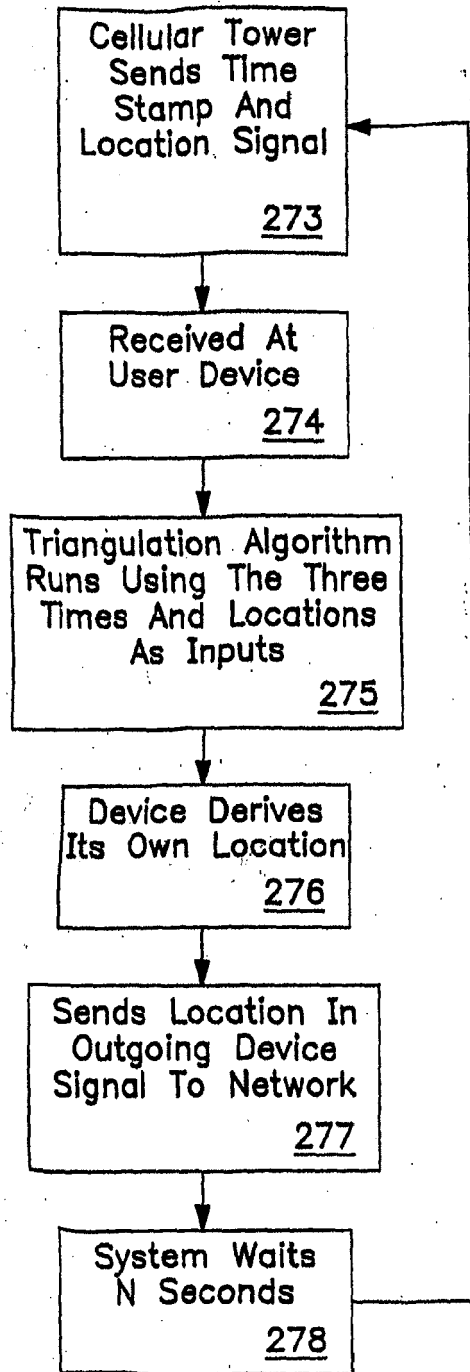 Cellular Tower
Sends Time
Stamp And
Location Signal
273
Received At
User Device
274
Triangulation Algorithm
Runs Using The Three
Times And Locations
As Inputs
275
Device Derives
Its Own Location
276
Sends Location In
Outgoing Device
Signal To Network
277
System Waits
N Seconds
278